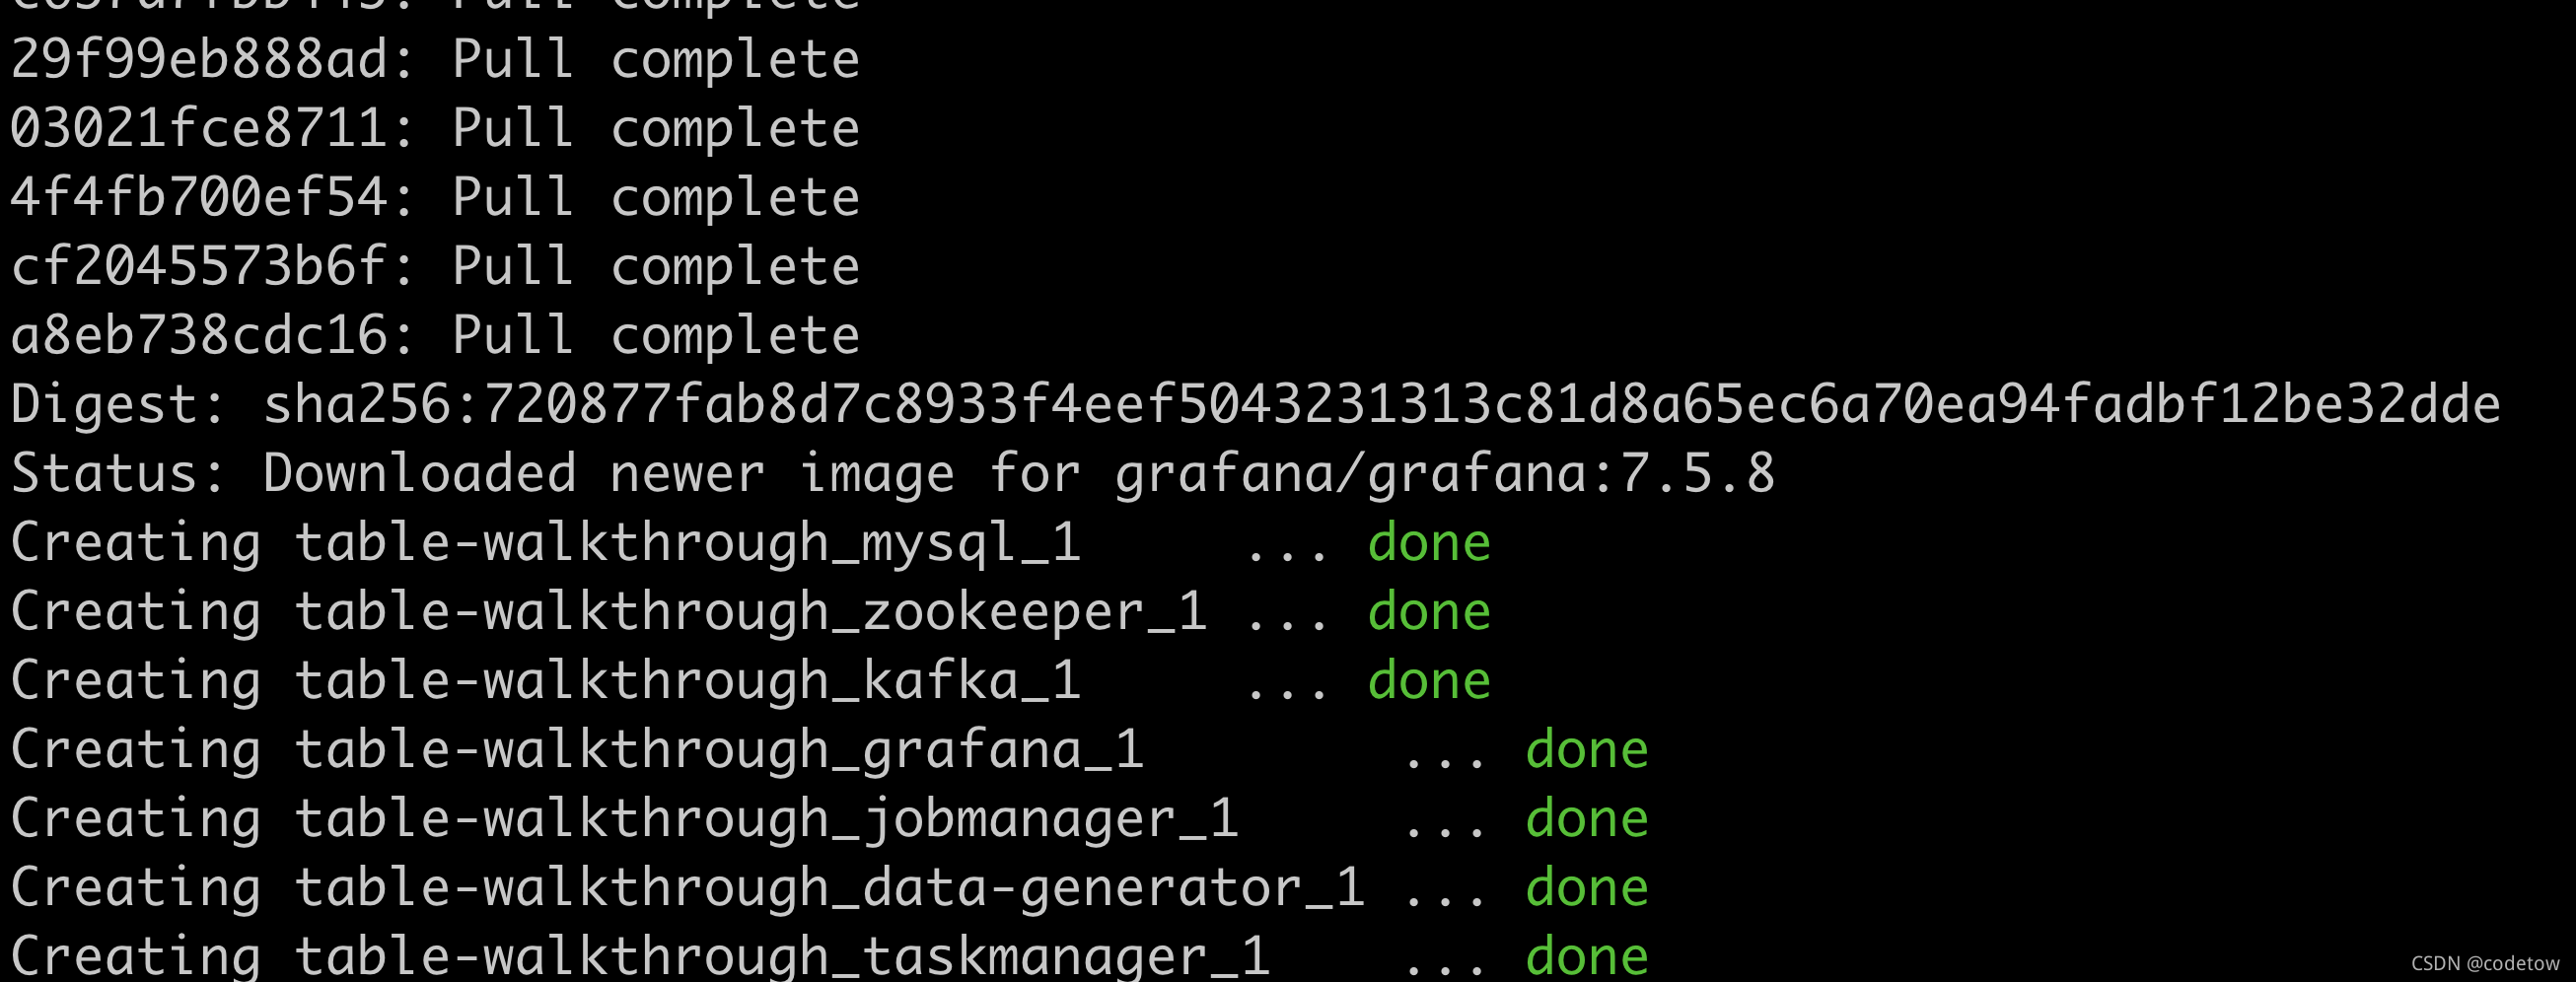 29f99eb888ad: Pull complete
03021fce8711: Pull complete
4f4fb700ef54: Pull complete
cf2045573b6f: Pull complete
a8eb738cdc16: Pull complete
Digest: sha256:720877fab8d7c8933f4eef5043231313c81d8a65ec6a70ea94fadbf12be32dde
Status: Downloaded newer image for grafana/grafana:7.5.8
Creating table-walkthrough_mysql_1     ... done
Creating table-walkthrough_zookeeper_1 ... done
Creating table-walkthrough_kafka_1     ... done
Creating table-walkthrough_grafana_1        ... done
Creating table-walkthrough_jobmanager_1     ... done
Creating table-walkthrough_data-generator_1 ... done
Creating table-walkthrough_taskmanager_1    ... done
CSDN @codetow